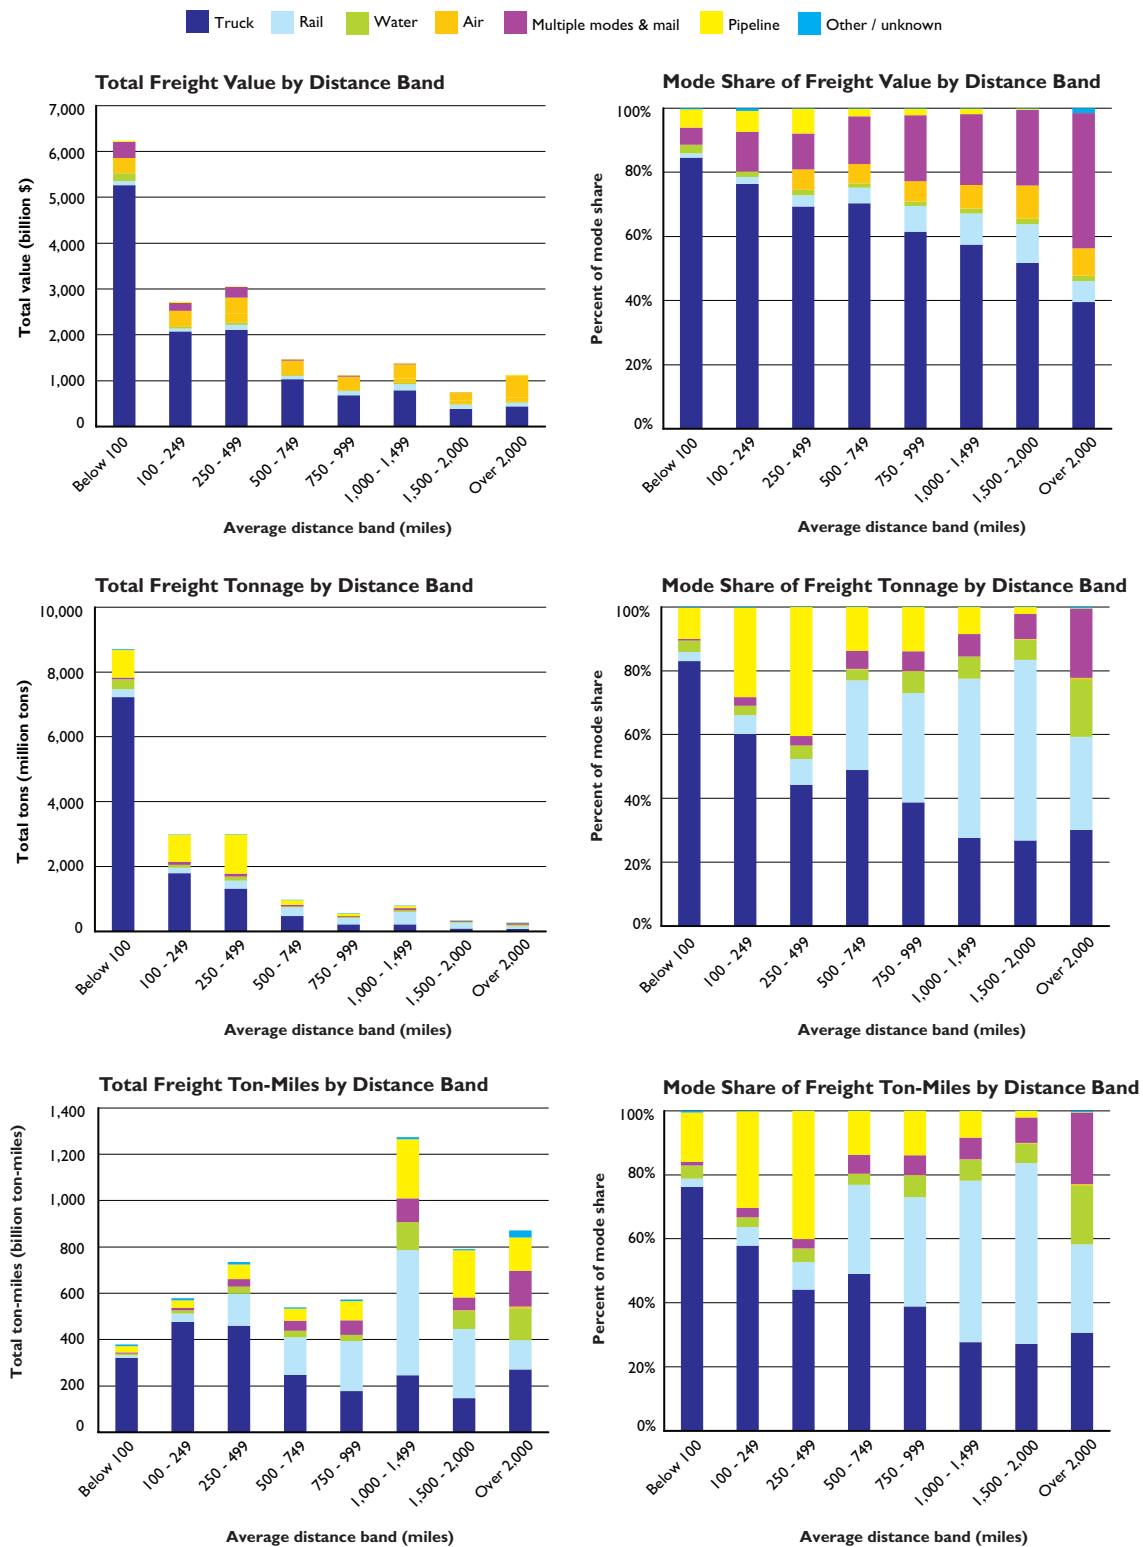 Truck Rail Water Air Multiple modes & mail Pipeline Other / unknown
Total Freight Value by Distance Band
Total value (billion $)
7,000
6,000
5,000
4,000
3,000
2,000
1,000
0
Below 100 100 - 249 250 - 499 500 - 749 750 - 999 1,000 - 1,499 1,500 - 2,000 Over 2,000
Average distance band (miles)
Mode Share of Freight Value by Distance Band
Percent of mode share
100%
80%
60%
40%
20%
0%
Below 100 100 - 249 250 - 499 500 - 749 750 - 999 1,000 - 1,499 1,500 - 2,000 Over 2,000
Average distance band (miles)
Total Freight Tonnage by Distance Band
Total tons (million tons)
10,000
8,000
6,000
4,000
2,000
0
Below 100 100 - 249 250 - 499 500 - 749 750 - 999 1,000 - 1,499 1,500 - 2,000 Over 2,000
Average distance band (miles)
Mode Share of Freight Tonnage by Distance Band
Percent of mode share
100%
80%
60%
40%
20%
0%
Below 100 100 - 249 250 - 499 500 - 749 750 - 999 1,000 - 1,499 1,500 - 2,000 Over 2,000
Average distance band (miles)
Total Freight Ton-Miles by Distance Band
Total ton-miles (billion ton-miles)
1,400
1,200
1,000
800
600
400
200
0
Below 100 100 - 249 250 - 499 500 - 749 750 - 999 1,000 - 1,499 1,500 - 2,000 Over 2,000
Average distance band (miles)
Mode Share of Freight Ton-Miles by Distance Band
Percent of mode share
100%
80%
60%
40%
20%
0%
Below 100 100 - 249 250 - 499 500 - 749 750 - 999 1,000 - 1,499 1,500 - 2,000 Over 2,000
Average distance band (miles)